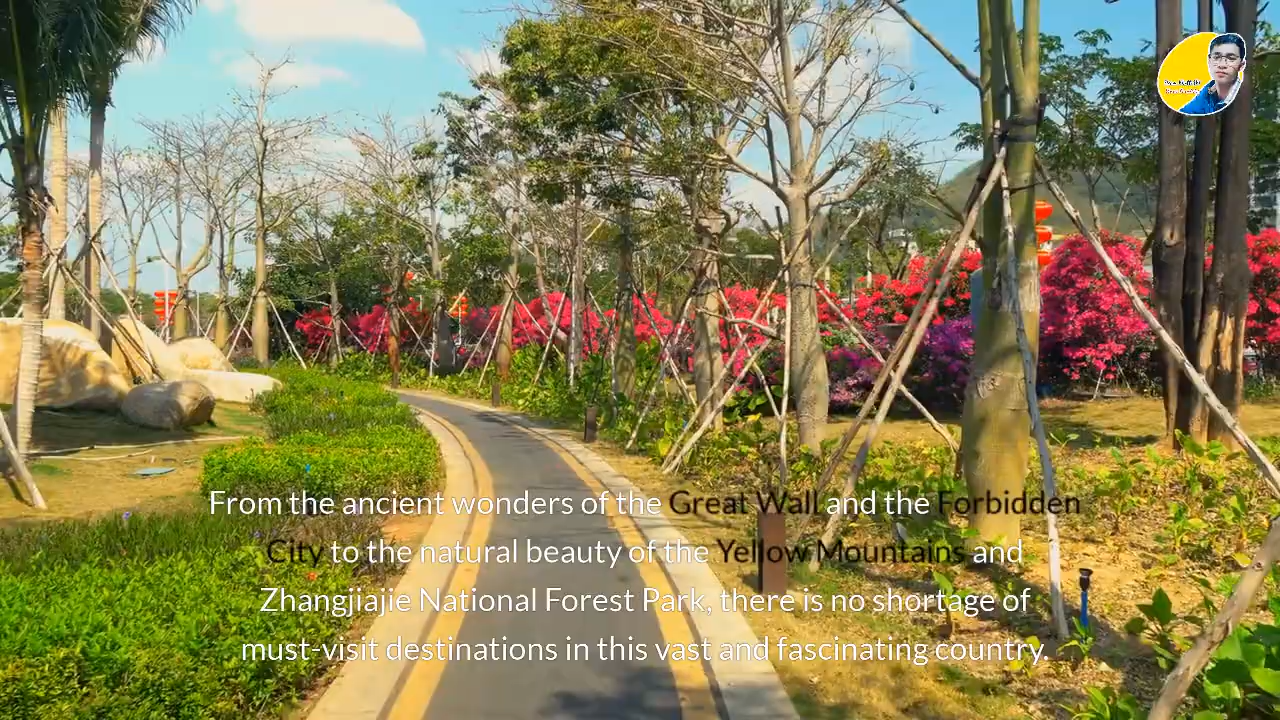 From the ancient wonders of the Great Wall and the Forbidden
City to the natural beauty of the Yellow Mountains and
Zhangjiajie National Forest Park, there is no shortage of
must-visit destinations in this vast and fascinating country.